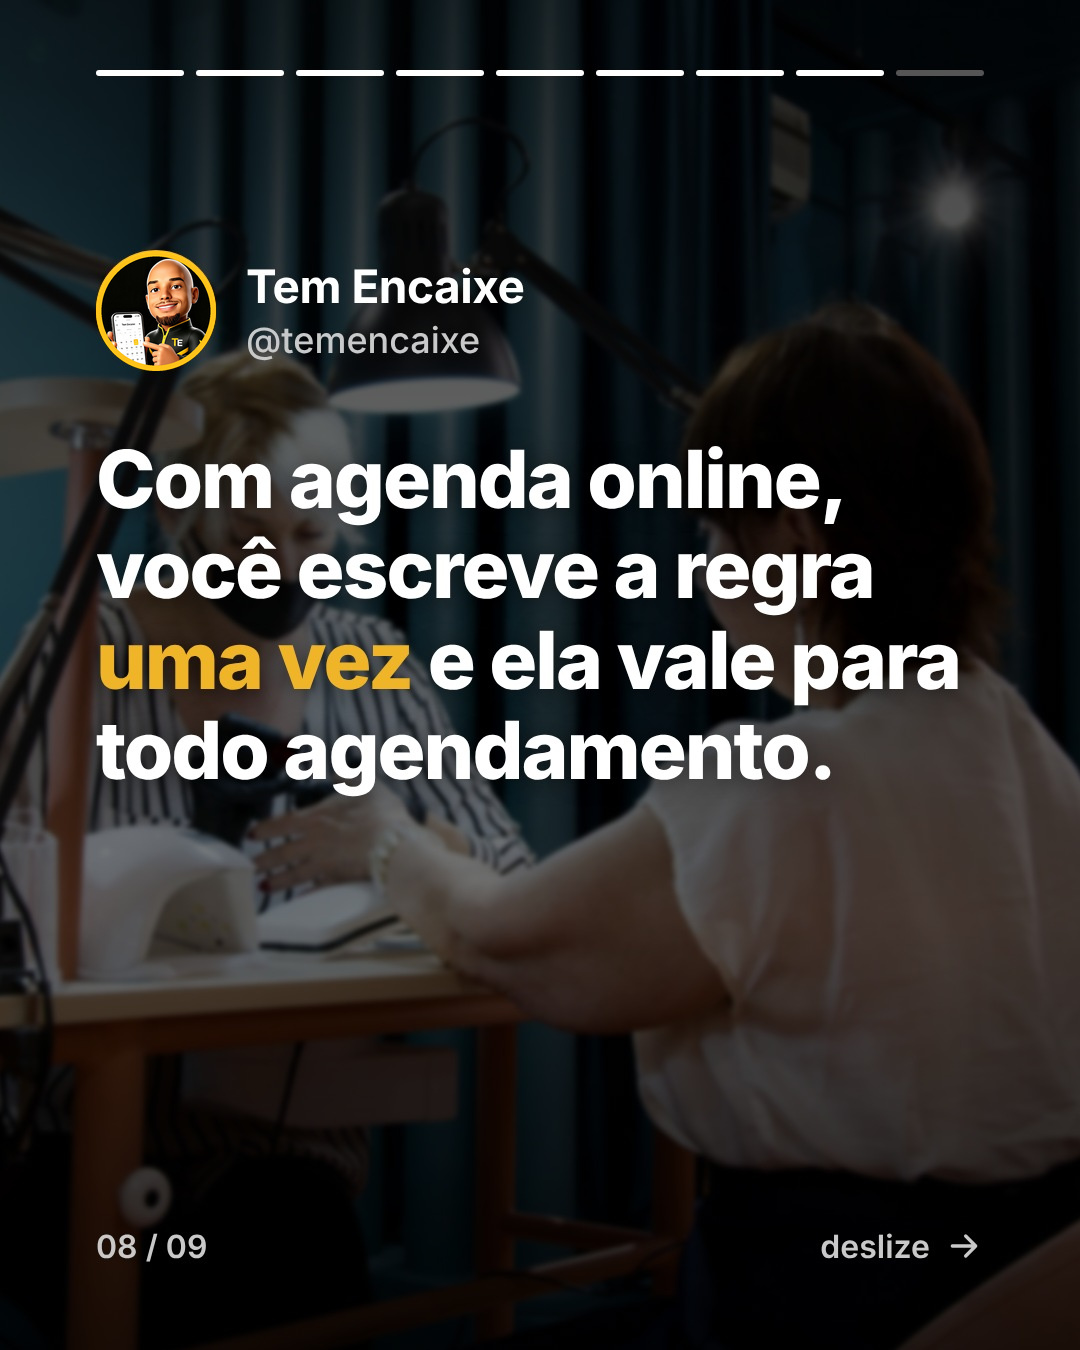 Tem Encaixe
@temencaixe
Com agenda online,
você escreve a regra
uma vez e ela vale para
todo agendamento.
08 / 09
deslize →